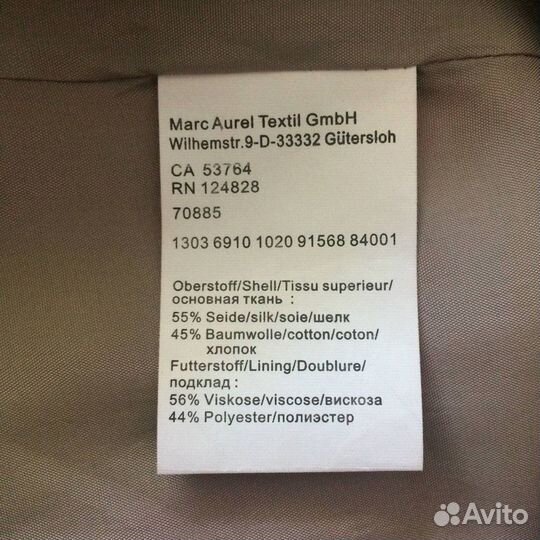 Marc Aurel Textil GmbH
Wilhemstr.9-D-33332 Gütersloh
CA 53764
RN 124828
70885
1303 6910 1020 91568 84001
Oberstoff/Shell/Tissu superieur/
основная ткань :
55% Seide/silk/soie/шелк
45% Baumwolle/cotton/coton/
хлопок
Futterstoff/Lining/Doublure/
подклад :
56% Viskose/viscose/вискоза
44% Polyester/полиэстер
Avito